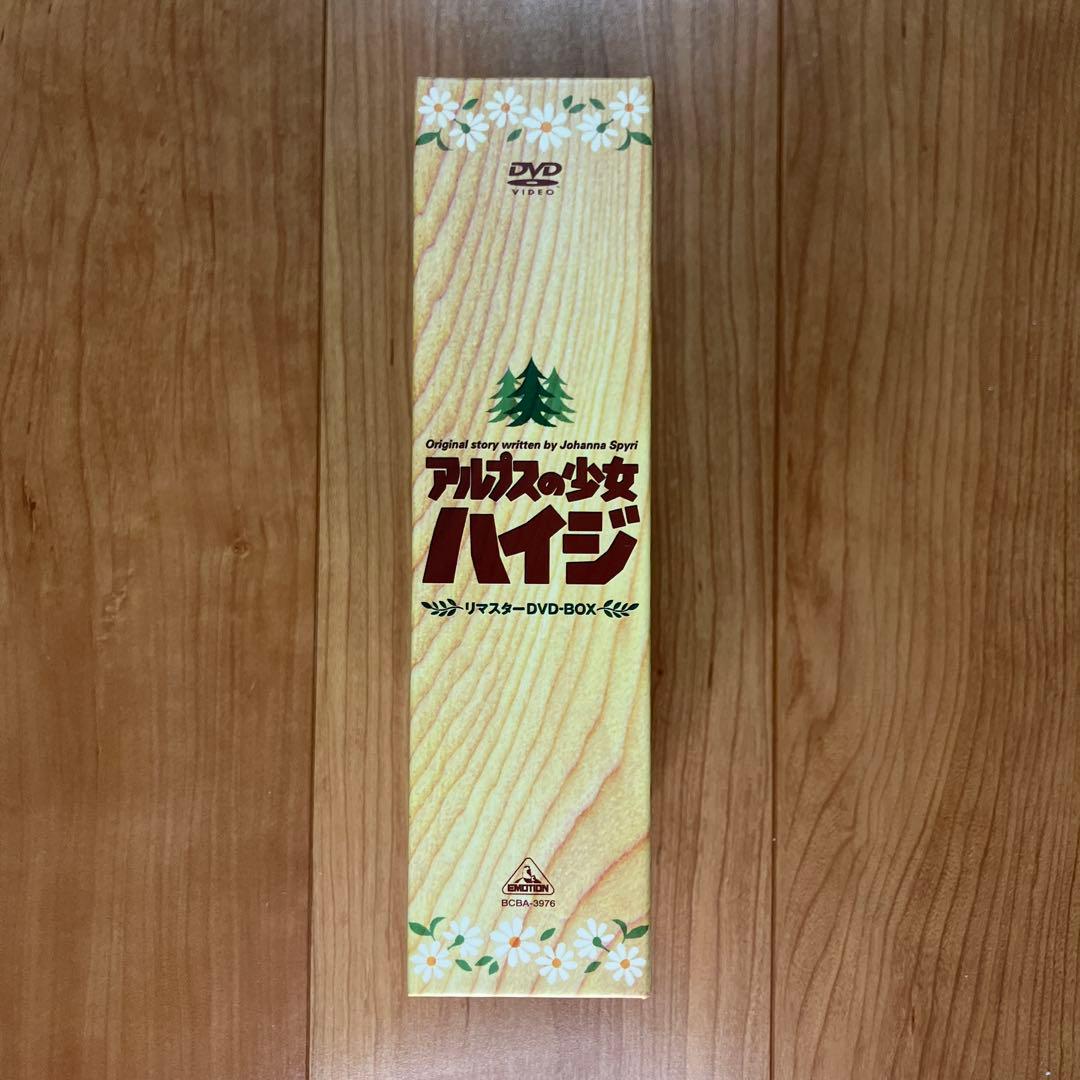 DVD
VIDEO
Original story written by Johanna Spyri
アルプスの少女
ハイジ
リマスターDVD-BOX
EMOTION
BCBA-3976